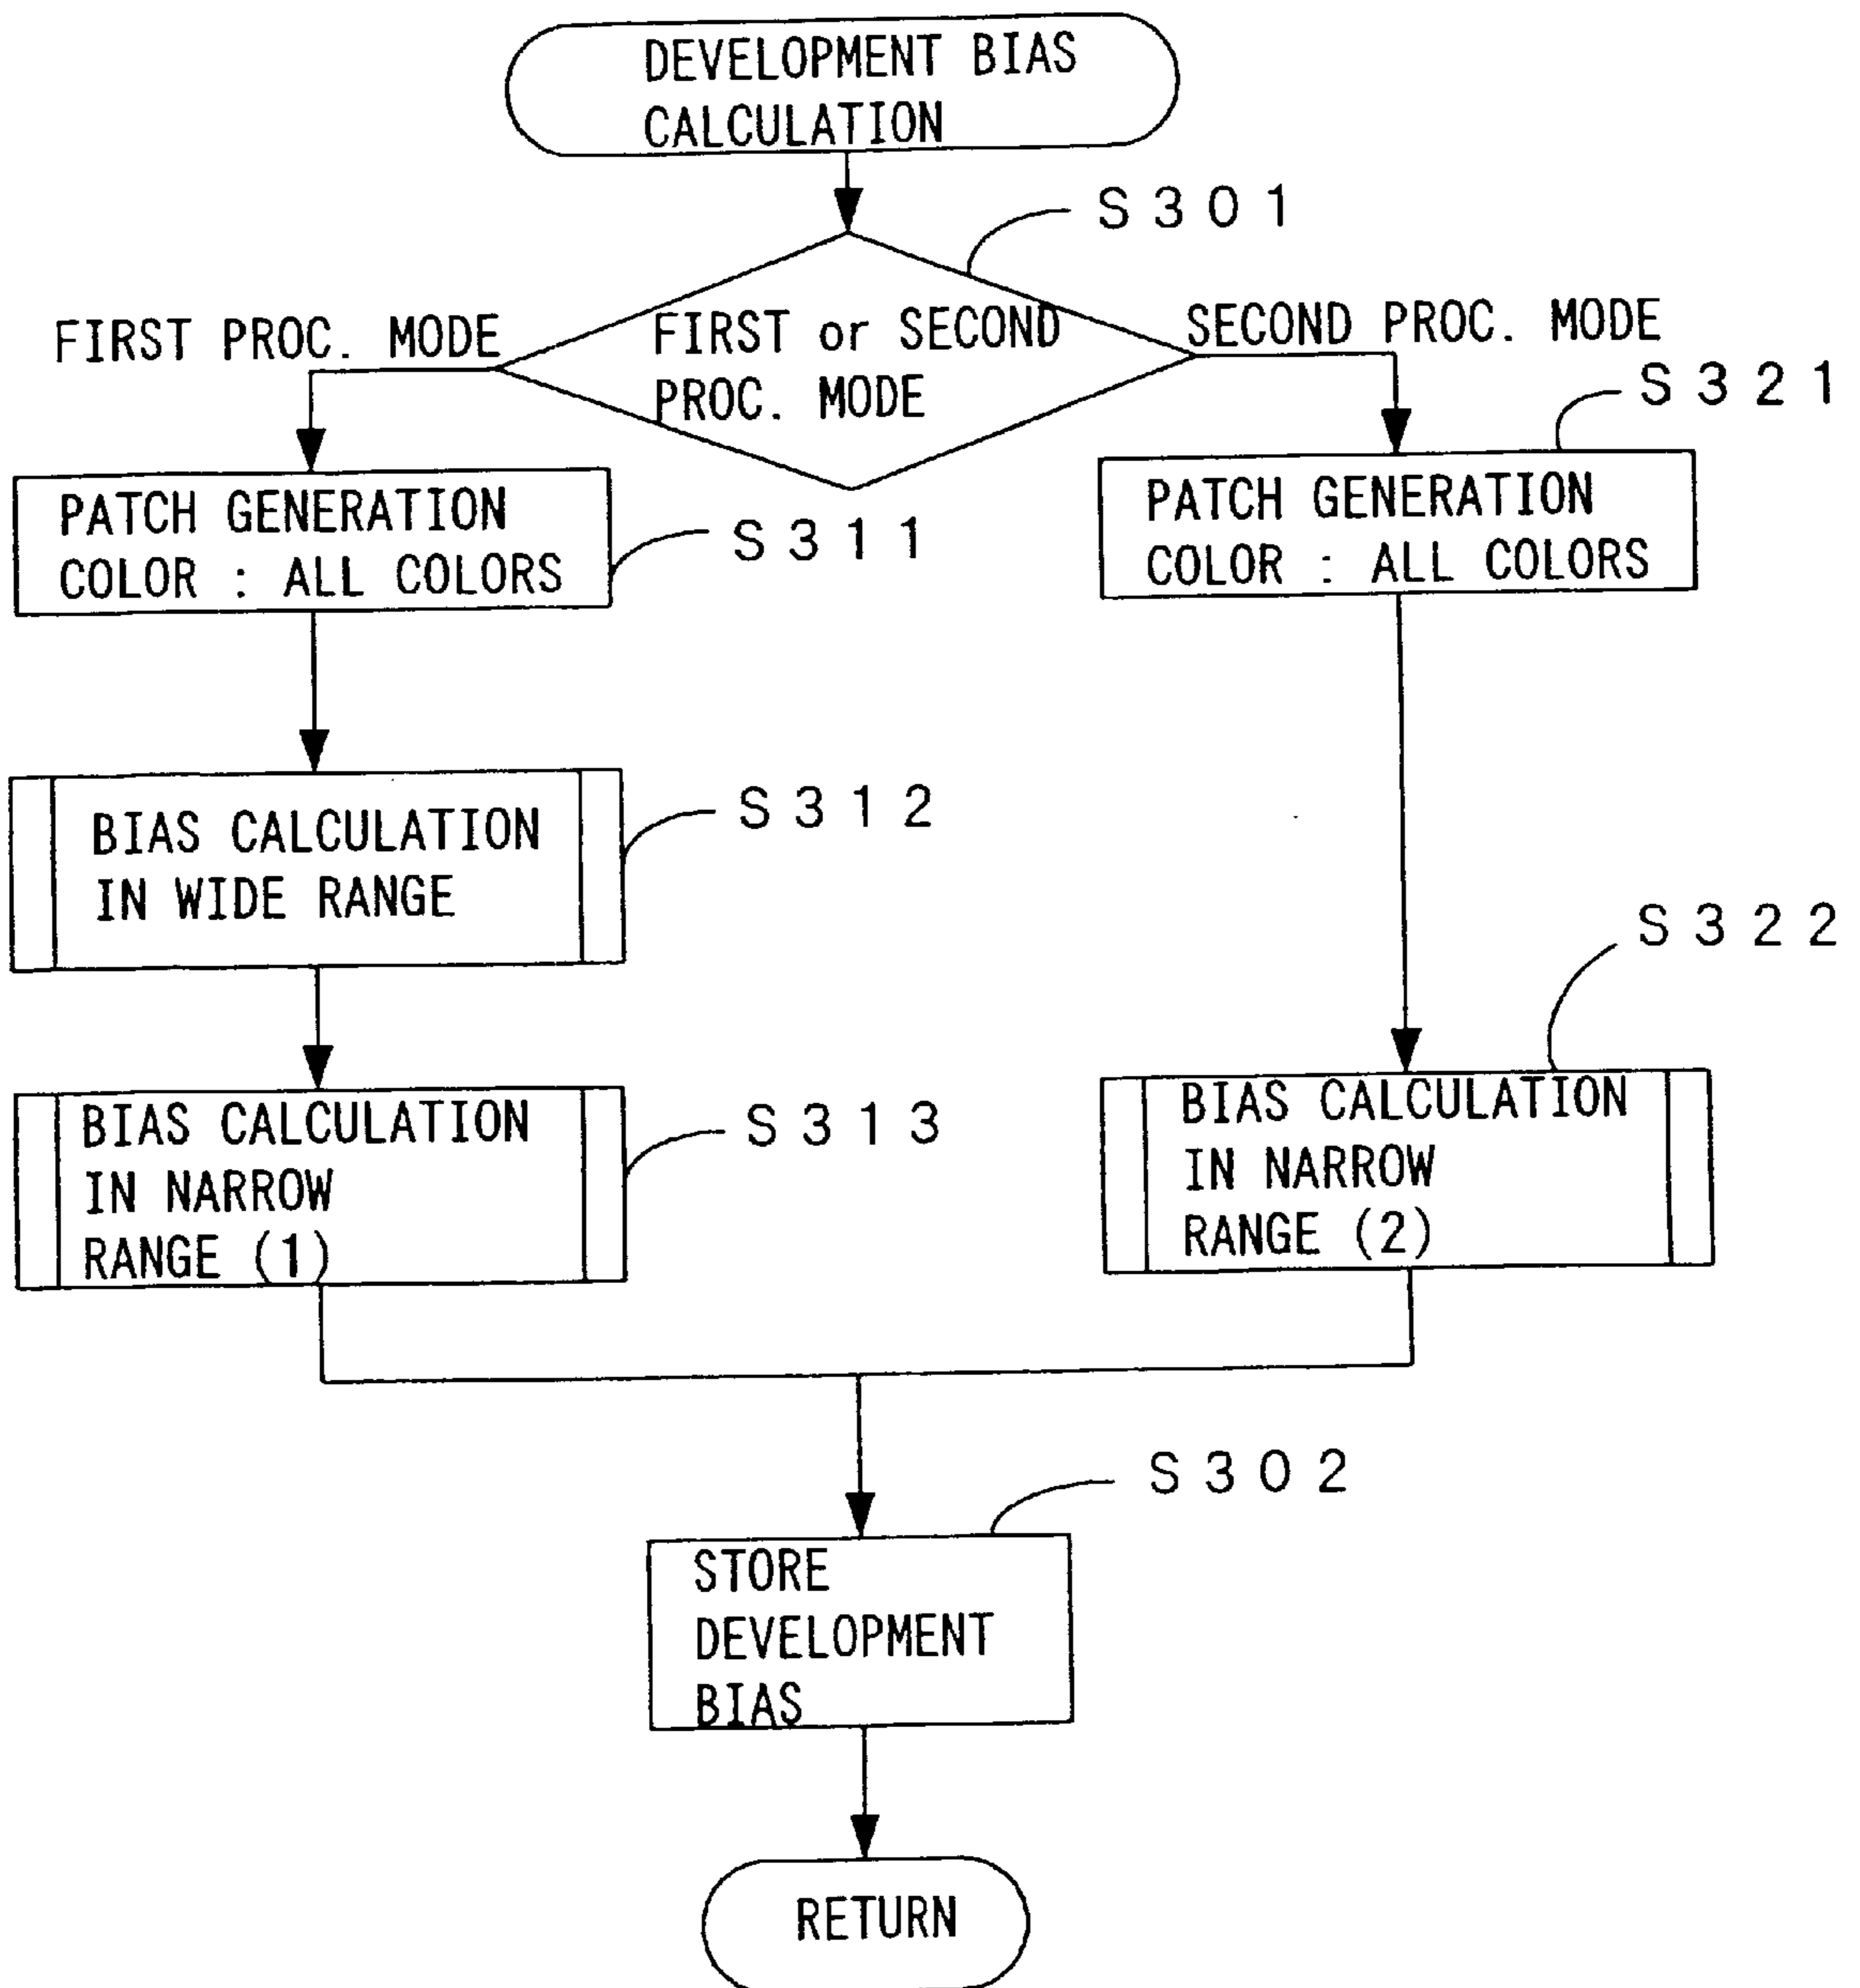 DEVELOPMENT BIAS
CALCULATION
S301
FIRST PROC. MODE
FIRST or SECOND
PROC. MODE
SECOND PROC. MODE
S321
PATCH GENERATION
COLOR : ALL COLORS
S311
PATCH GENERATION
COLOR : ALL COLORS
BIAS CALCULATION
IN WIDE RANGE
S312
S322
BIAS CALCULATION
IN NARROW
RANGE (1)
S313
BIAS CALCULATION
IN NARROW
RANGE (2)
S302
STORE
DEVELOPMENT
BIAS
RETURN